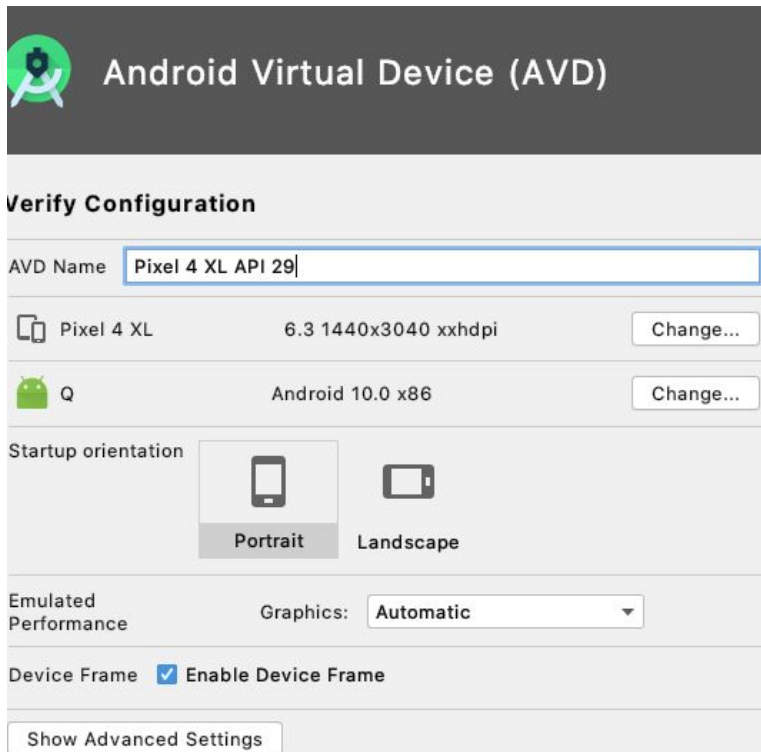 Android Virtual Device (AVD)
Verify Configuration
AVD Name Pixel 4 XL API 29
Pixel 4 XL 6.3 1440x3040 xxhdpi Change...
Q Android 10.0 x86 Change...
Startup orientation
Portrait Landscape
Emulated
Performance
Graphics: Automatic
Device Frame Enable Device Frame
Show Advanced Settings